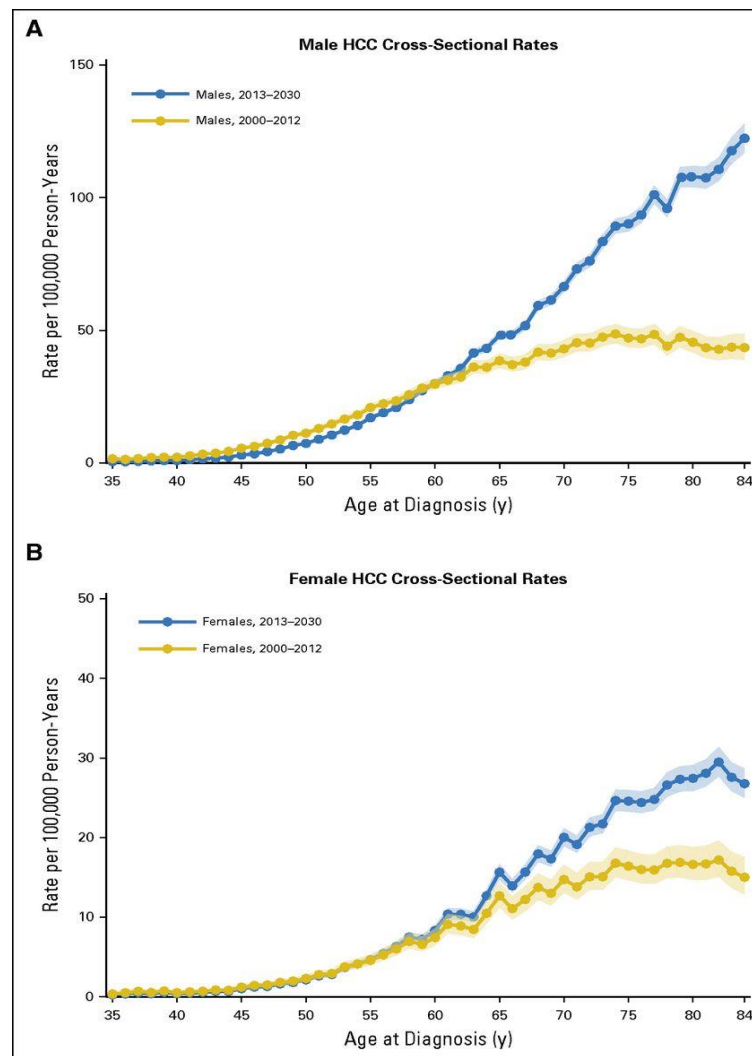 A
Male HCC Cross-Sectional Rates
150
Males, 2013–2030
Males, 2000–2012
100
50
0
Rate per 100,000 Person-Years
35 40 45 50 55 60 65 70 75 80 84
Age at Diagnosis (y)
B
Female HCC Cross-Sectional Rates
50
Females, 2013–2030
Females, 2000–2012
40
30
20
10
0
Rate per 100,000 Person-Years
35 40 45 50 55 60 65 70 75 80 84
Age at Diagnosis (y)